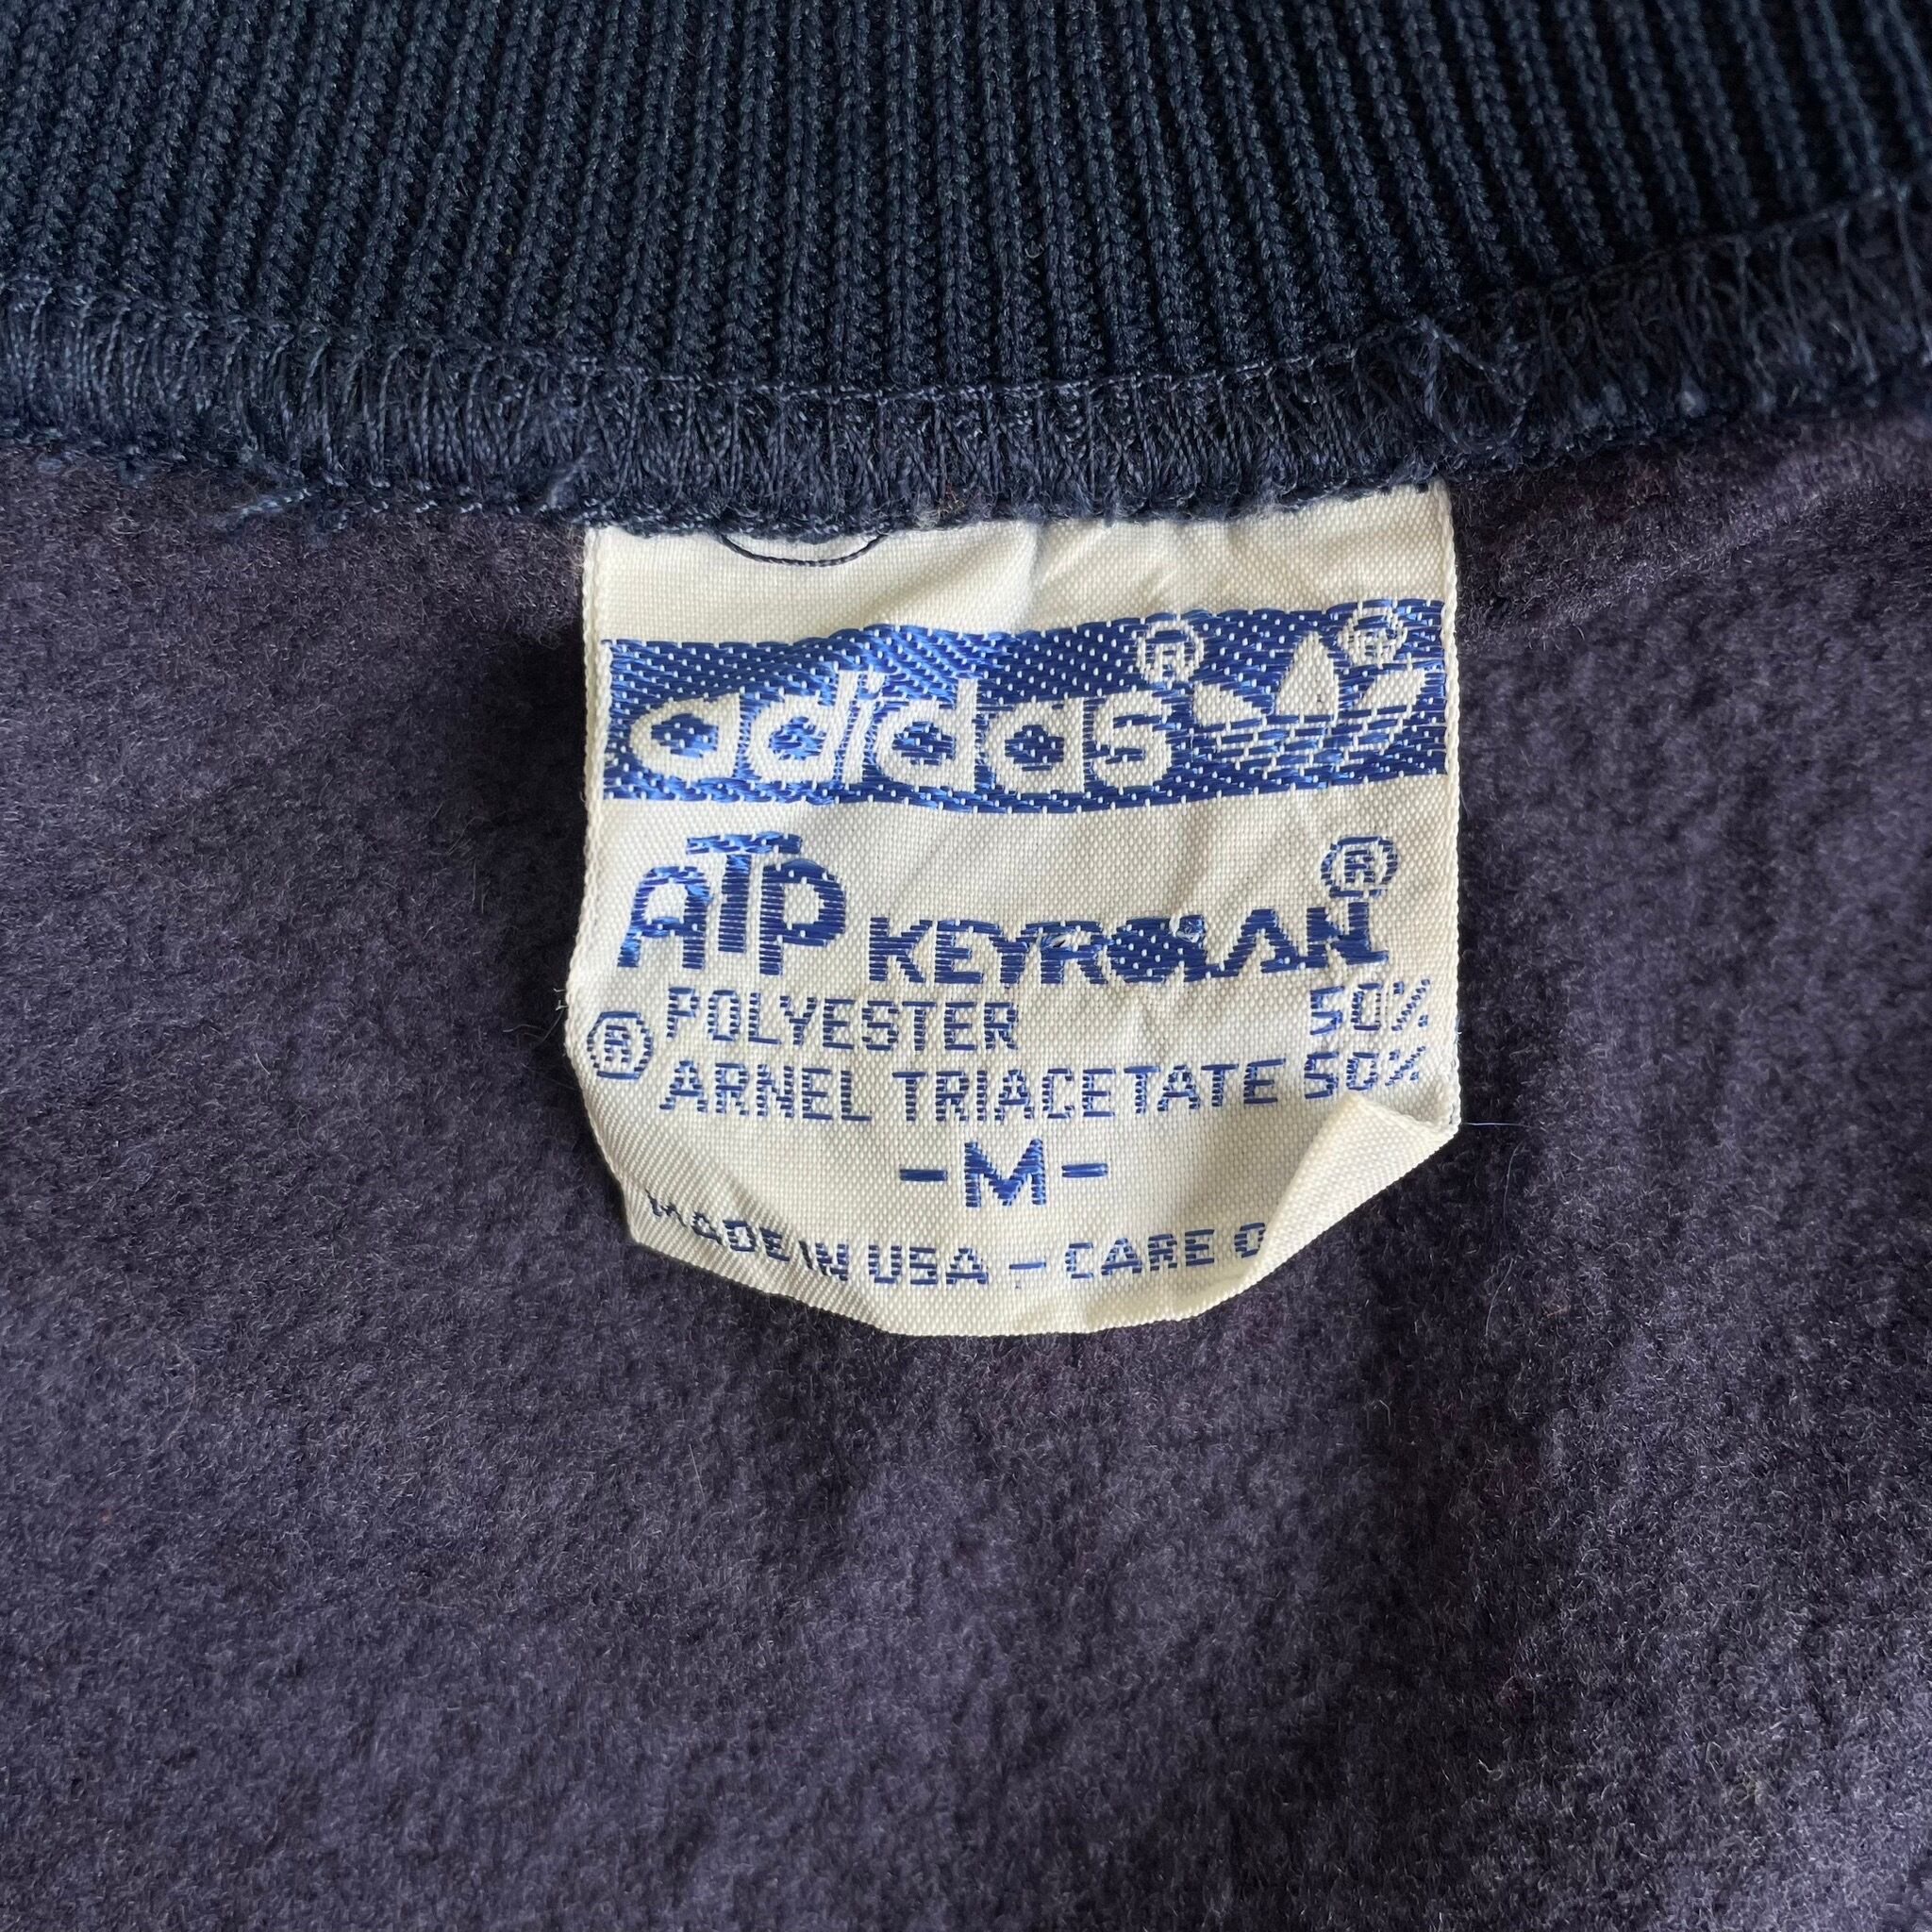 adidas®
ATP KEYROLAN®
POLYESTER 50%
® ARNEL TRIACETATE 50%
-M-
MADE IN USA - CARE O